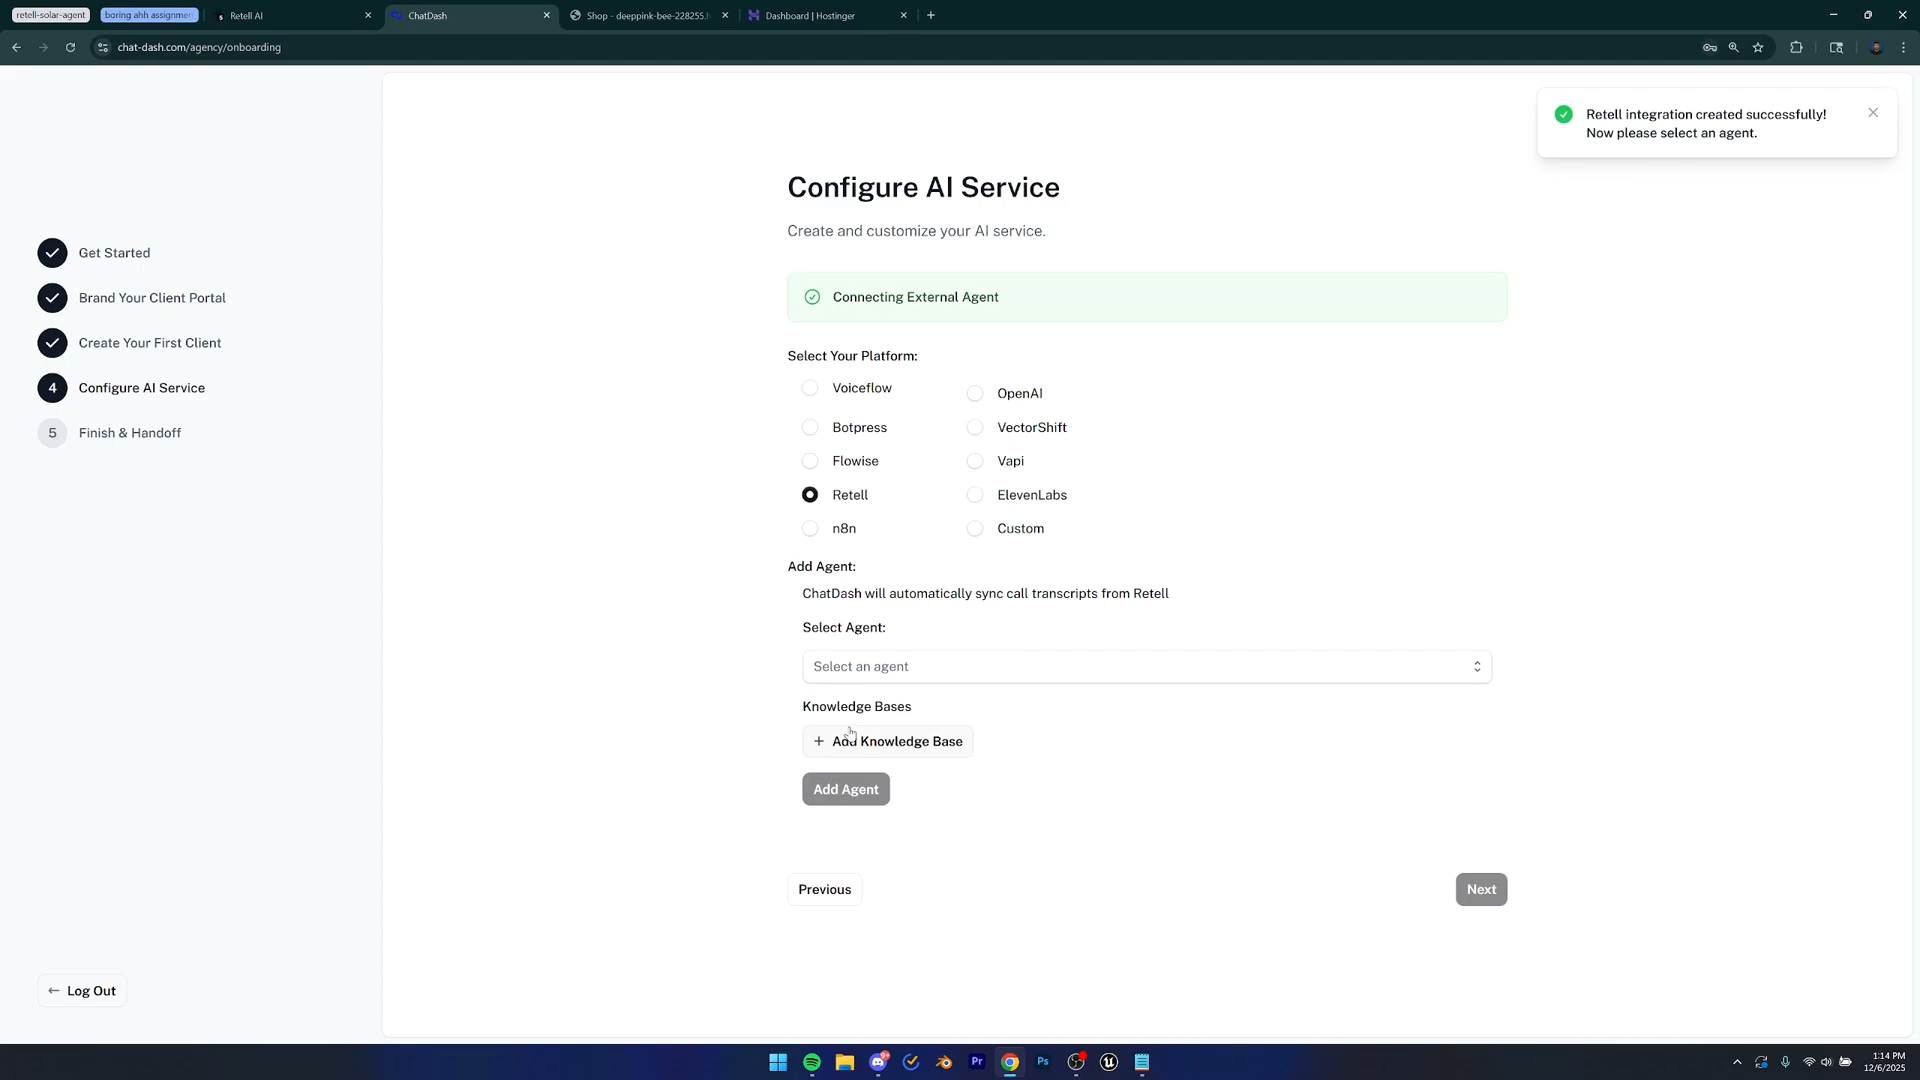 retell-solar-agent
boring ahh assignmen
Retell AI
ChatDash
Shop - deeppink-bee-228255.h
Dashboard | Hostinger
chat-dash.com/agency/onboarding
Retell integration created successfully!
Now please select an agent.
Configure AI Service
Create and customize your AI service.
Get Started
Brand Your Client Portal
Create Your First Client
4 Configure AI Service
5 Finish & Handoff
Connecting External Agent
Select Your Platform:
Voiceflow
OpenAI
Botpress
VectorShift
Flowise
Vapi
Retell
ElevenLabs
n8n
Custom
Add Agent:
ChatDash will automatically sync call transcripts from Retell
Select Agent:
Select an agent
Knowledge Bases
+ Add Knowledge Base
Add Agent
Previous
Next
← Log Out
Pr
Ps
1:14 PM
12/6/2025